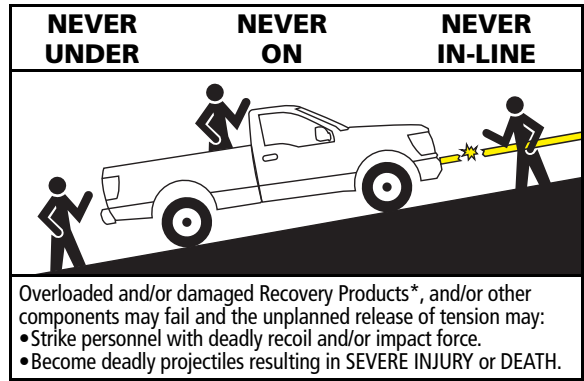 NEVER UNDER
NEVER ON
NEVER IN-LINE
Overloaded and/or damaged Recovery Products*, and/or other
components may fail and the unplanned release of tension may:
•Strike personnel with deadly recoil and/or impact force.
•Become deadly projectiles resulting in SEVERE INJURY or DEATH.